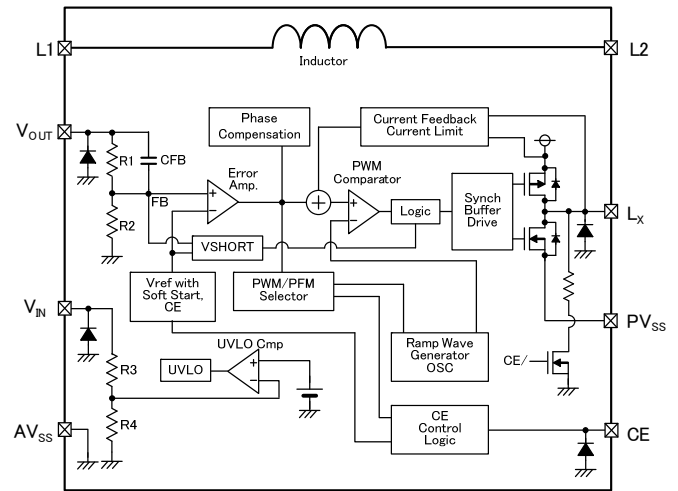 L1
L2
Inductor
VOUT
R1
CFB
R2
FB
Phase
Compensation
Error
Amp.
+
−
+
Current Feedback
Current Limit
PWM
Comparator
+
−
Logic
Synch
Buffer
Drive
LX
VSHORT
Vref with
Soft Start,
CE
PWM/PFM
Selector
VIN
R3
R4
UVLO Cmp
UVLO
+
−
Ramp Wave
Generator
OSC
PVSS
CE/
AVSS
CE
Control
Logic
CE